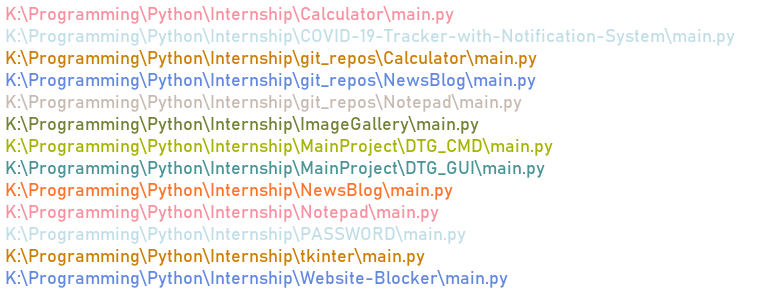 K:\Programming\Python\Internship\Calculator\main.py
K:\Programming\Python\Internship\COVID-19-Tracker-with-Notification-System\main.py
K:\Programming\Python\Internship\git_repos\Calculator\main.py
K:\Programming\Python\Internship\git_repos\NewsBlog\main.py
K:\Programming\Python\Internship\git_repos\Notepad\main.py
K:\Programming\Python\Internship\ImageGallery\main.py
K:\Programming\Python\Internship\MainProject\DTG_CMD\main.py
K:\Programming\Python\Internship\MainProject\DTG_GUI\main.py
K:\Programming\Python\Internship\NewsBlog\main.py
K:\Programming\Python\Internship\Notepad\main.py
K:\Programming\Python\Internship\PASSWORD\main.py
K:\Programming\Python\Internship\tkinter\main.py
K:\Programming\Python\Internship\Website-Blocker\main.py